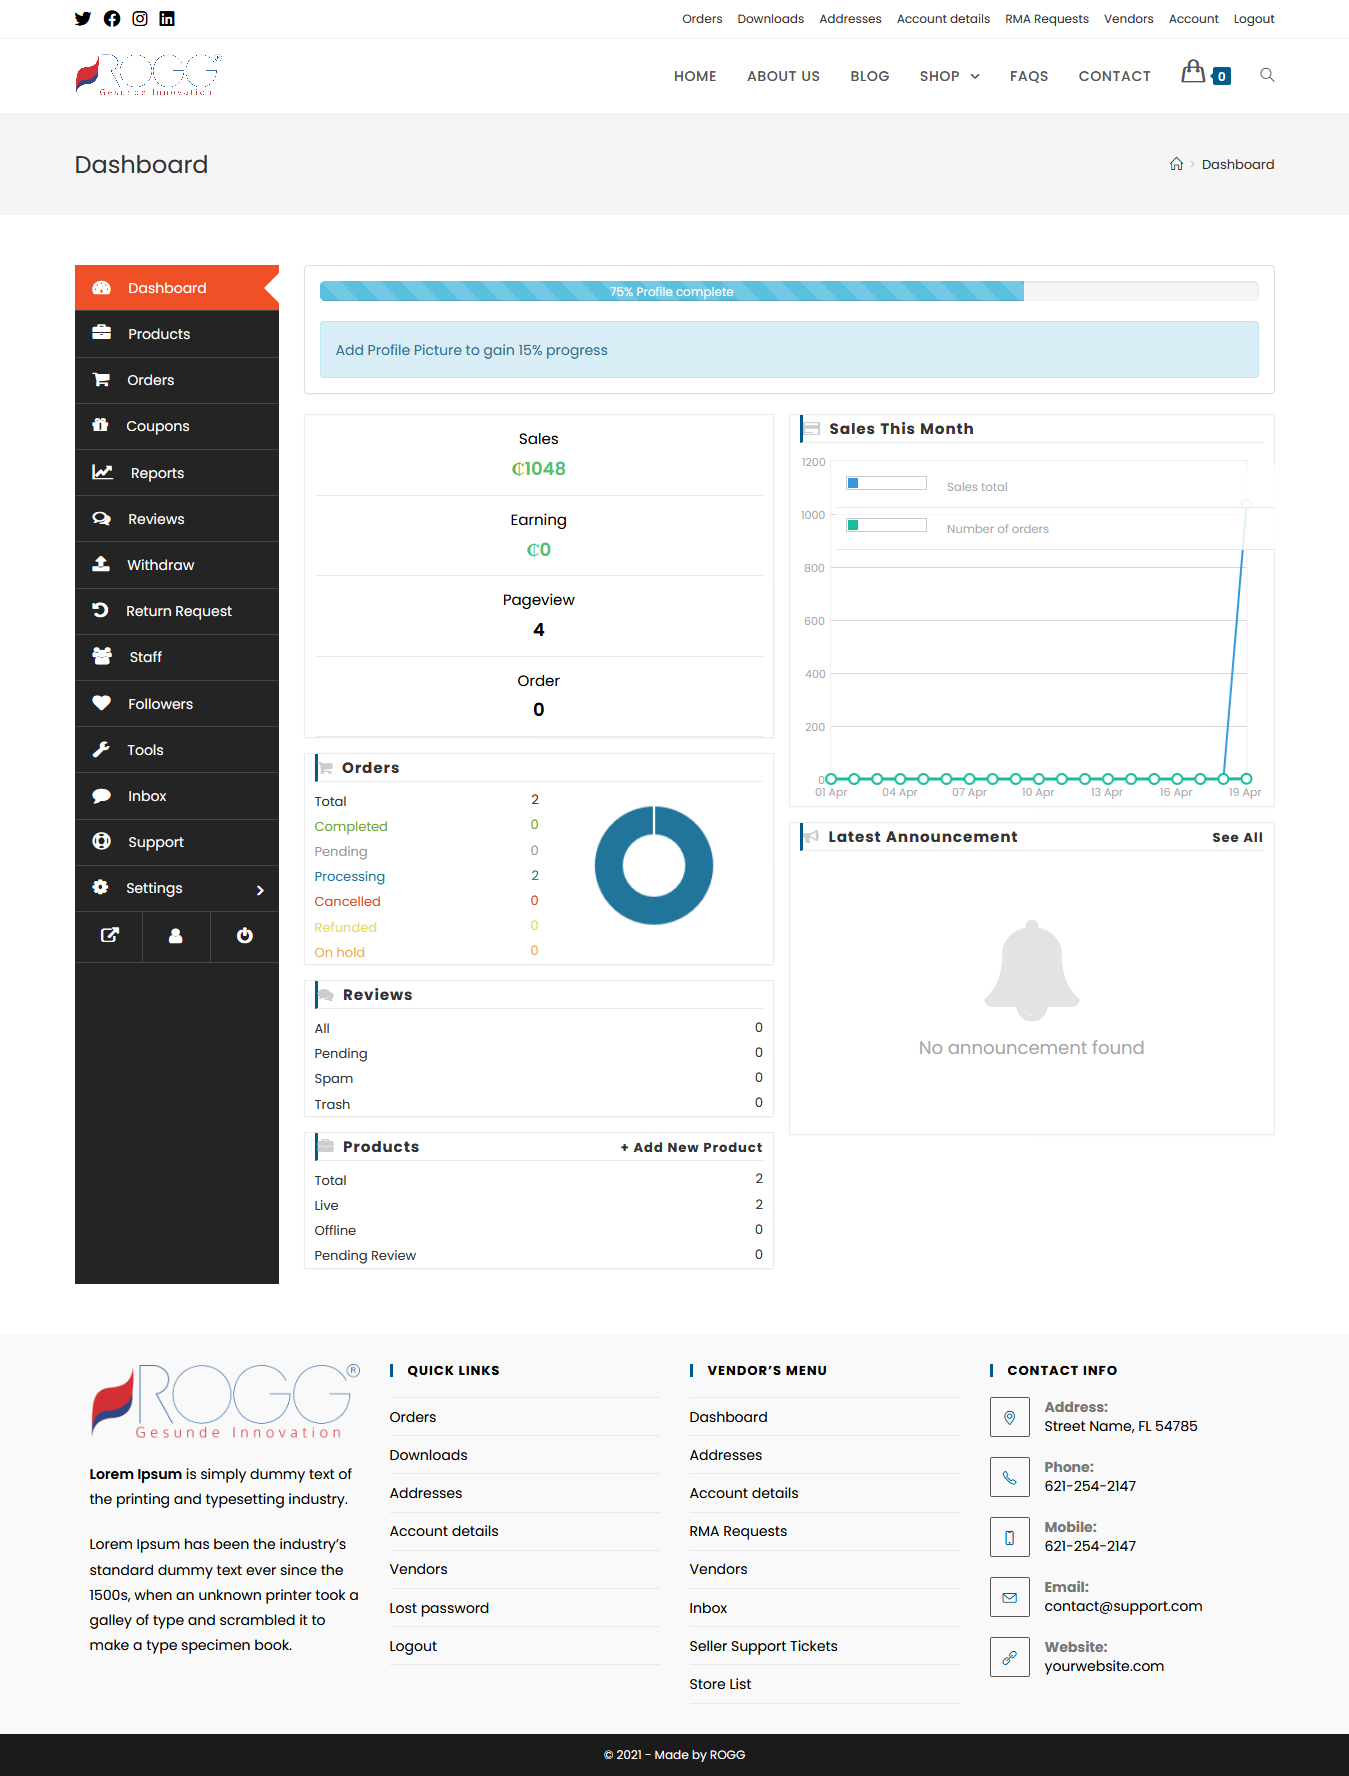 Orders Downloads Addresses Account details RMA Requests Vendors Account Logout
ROGG®
Gesunde Innovation
HOME ABOUT US BLOG SHOP FAQS CONTACT 0
Dashboard
> Dashboard
Dashboard
Products
Orders
Coupons
Reports
Reviews
Withdraw
Return Request
Staff
Followers
Tools
Inbox
Support
Settings
75% Profile complete
Add Profile Picture to gain 15% progress
Sales
₵1048
Earning
₵0
Pageview
4
Order
0
Orders
Total 2
Completed 0
Pending 0
Processing 2
Cancelled 0
Refunded 0
On hold 0
Reviews
All 0
Pending 0
Spam 0
Trash 0
Products + Add New Product
Total 2
Live 2
Offline 0
Pending Review 0
Sales This Month
1200
Sales total
1000
Number of orders
800
600
400
200
0
01 Apr 04 Apr 07 Apr 10 Apr 13 Apr 16 Apr 19 Apr
Latest Announcement See All
No announcement found
ROGG®
Gesunde Innovation
Lorem Ipsum is simply dummy text of
the printing and typesetting industry.
Lorem Ipsum has been the industry’s
standard dummy text ever since the
1500s, when an unknown printer took a
galley of type and scrambled it to
make a type specimen book.
QUICK LINKS
Orders
Downloads
Addresses
Account details
Vendors
Lost password
Logout
VENDOR’S MENU
Dashboard
Addresses
Account details
RMA Requests
Vendors
Inbox
Seller Support Tickets
Store List
CONTACT INFO
Address:
Street Name, FL 54785
Phone:
621-254-2147
Mobile:
621-254-2147
Email:
contact@support.com
Website:
yourwebsite.com
© 2021 - Made by ROGG